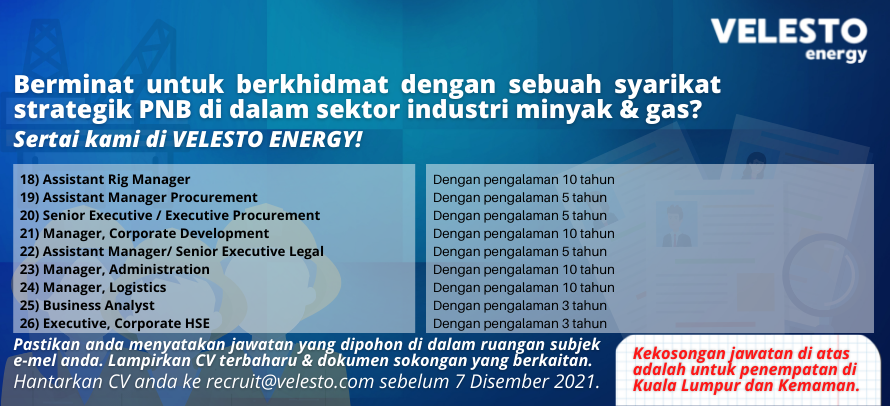 VELESTO
energy
Berminat untuk berkhidmat dengan sebuah syarikat
strategik PNB di dalam sektor industri minyak & gas?
Sertai kami di VELESTO ENERGY!
18) Assistant Rig Manager Dengan pengalaman 10 tahun
19) Assistant Manager Procurement Dengan pengalaman 5 tahun
20) Senior Executive / Executive Procurement Dengan pengalaman 5 tahun
21) Manager, Corporate Development Dengan pengalaman 10 tahun
22) Assistant Manager/ Senior Executive Legal Dengan pengalaman 5 tahun
23) Manager, Administration Dengan pengalaman 10 tahun
24) Manager, Logistics Dengan pengalaman 10 tahun
25) Business Analyst Dengan pengalaman 3 tahun
26) Executive, Corporate HSE Dengan pengalaman 3 tahun
Pastikan anda menyatakan jawatan yang dipohon di dalam ruangan subjek
e-mel anda. Lampirkan CV terbaharu & dokumen sokongan yang berkaitan.
Hantarkan CV anda ke recruit@velesto.com sebelum 7 Disember 2021.
Kekosongan jawatan di atas
adalah untuk penempatan di
Kuala Lumpur dan Kemaman.